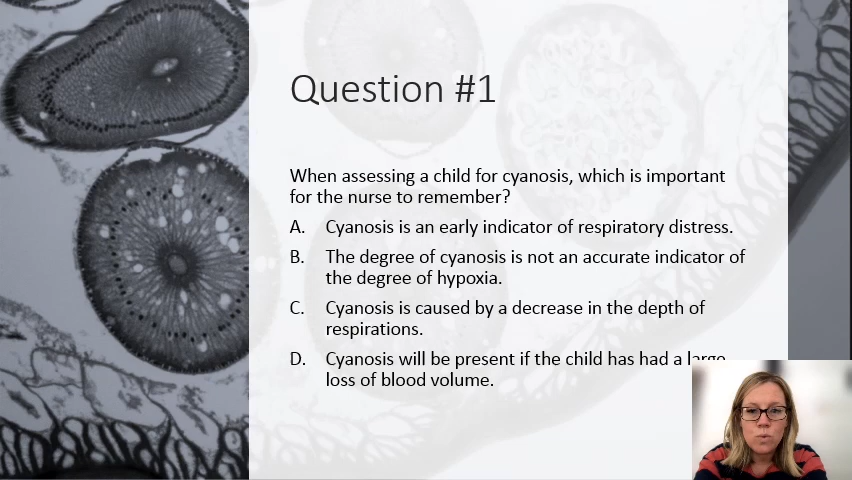 Question #1
When assessing a child for cyanosis, which is important
for the nurse to remember?
A. Cyanosis is an early indicator of respiratory distress.
B. The degree of cyanosis is not an accurate indicator of
the degree of hypoxia.
C. Cyanosis is caused by a decrease in the depth of
respirations.
D. Cyanosis will be present if the child has had a large
loss of blood volume.